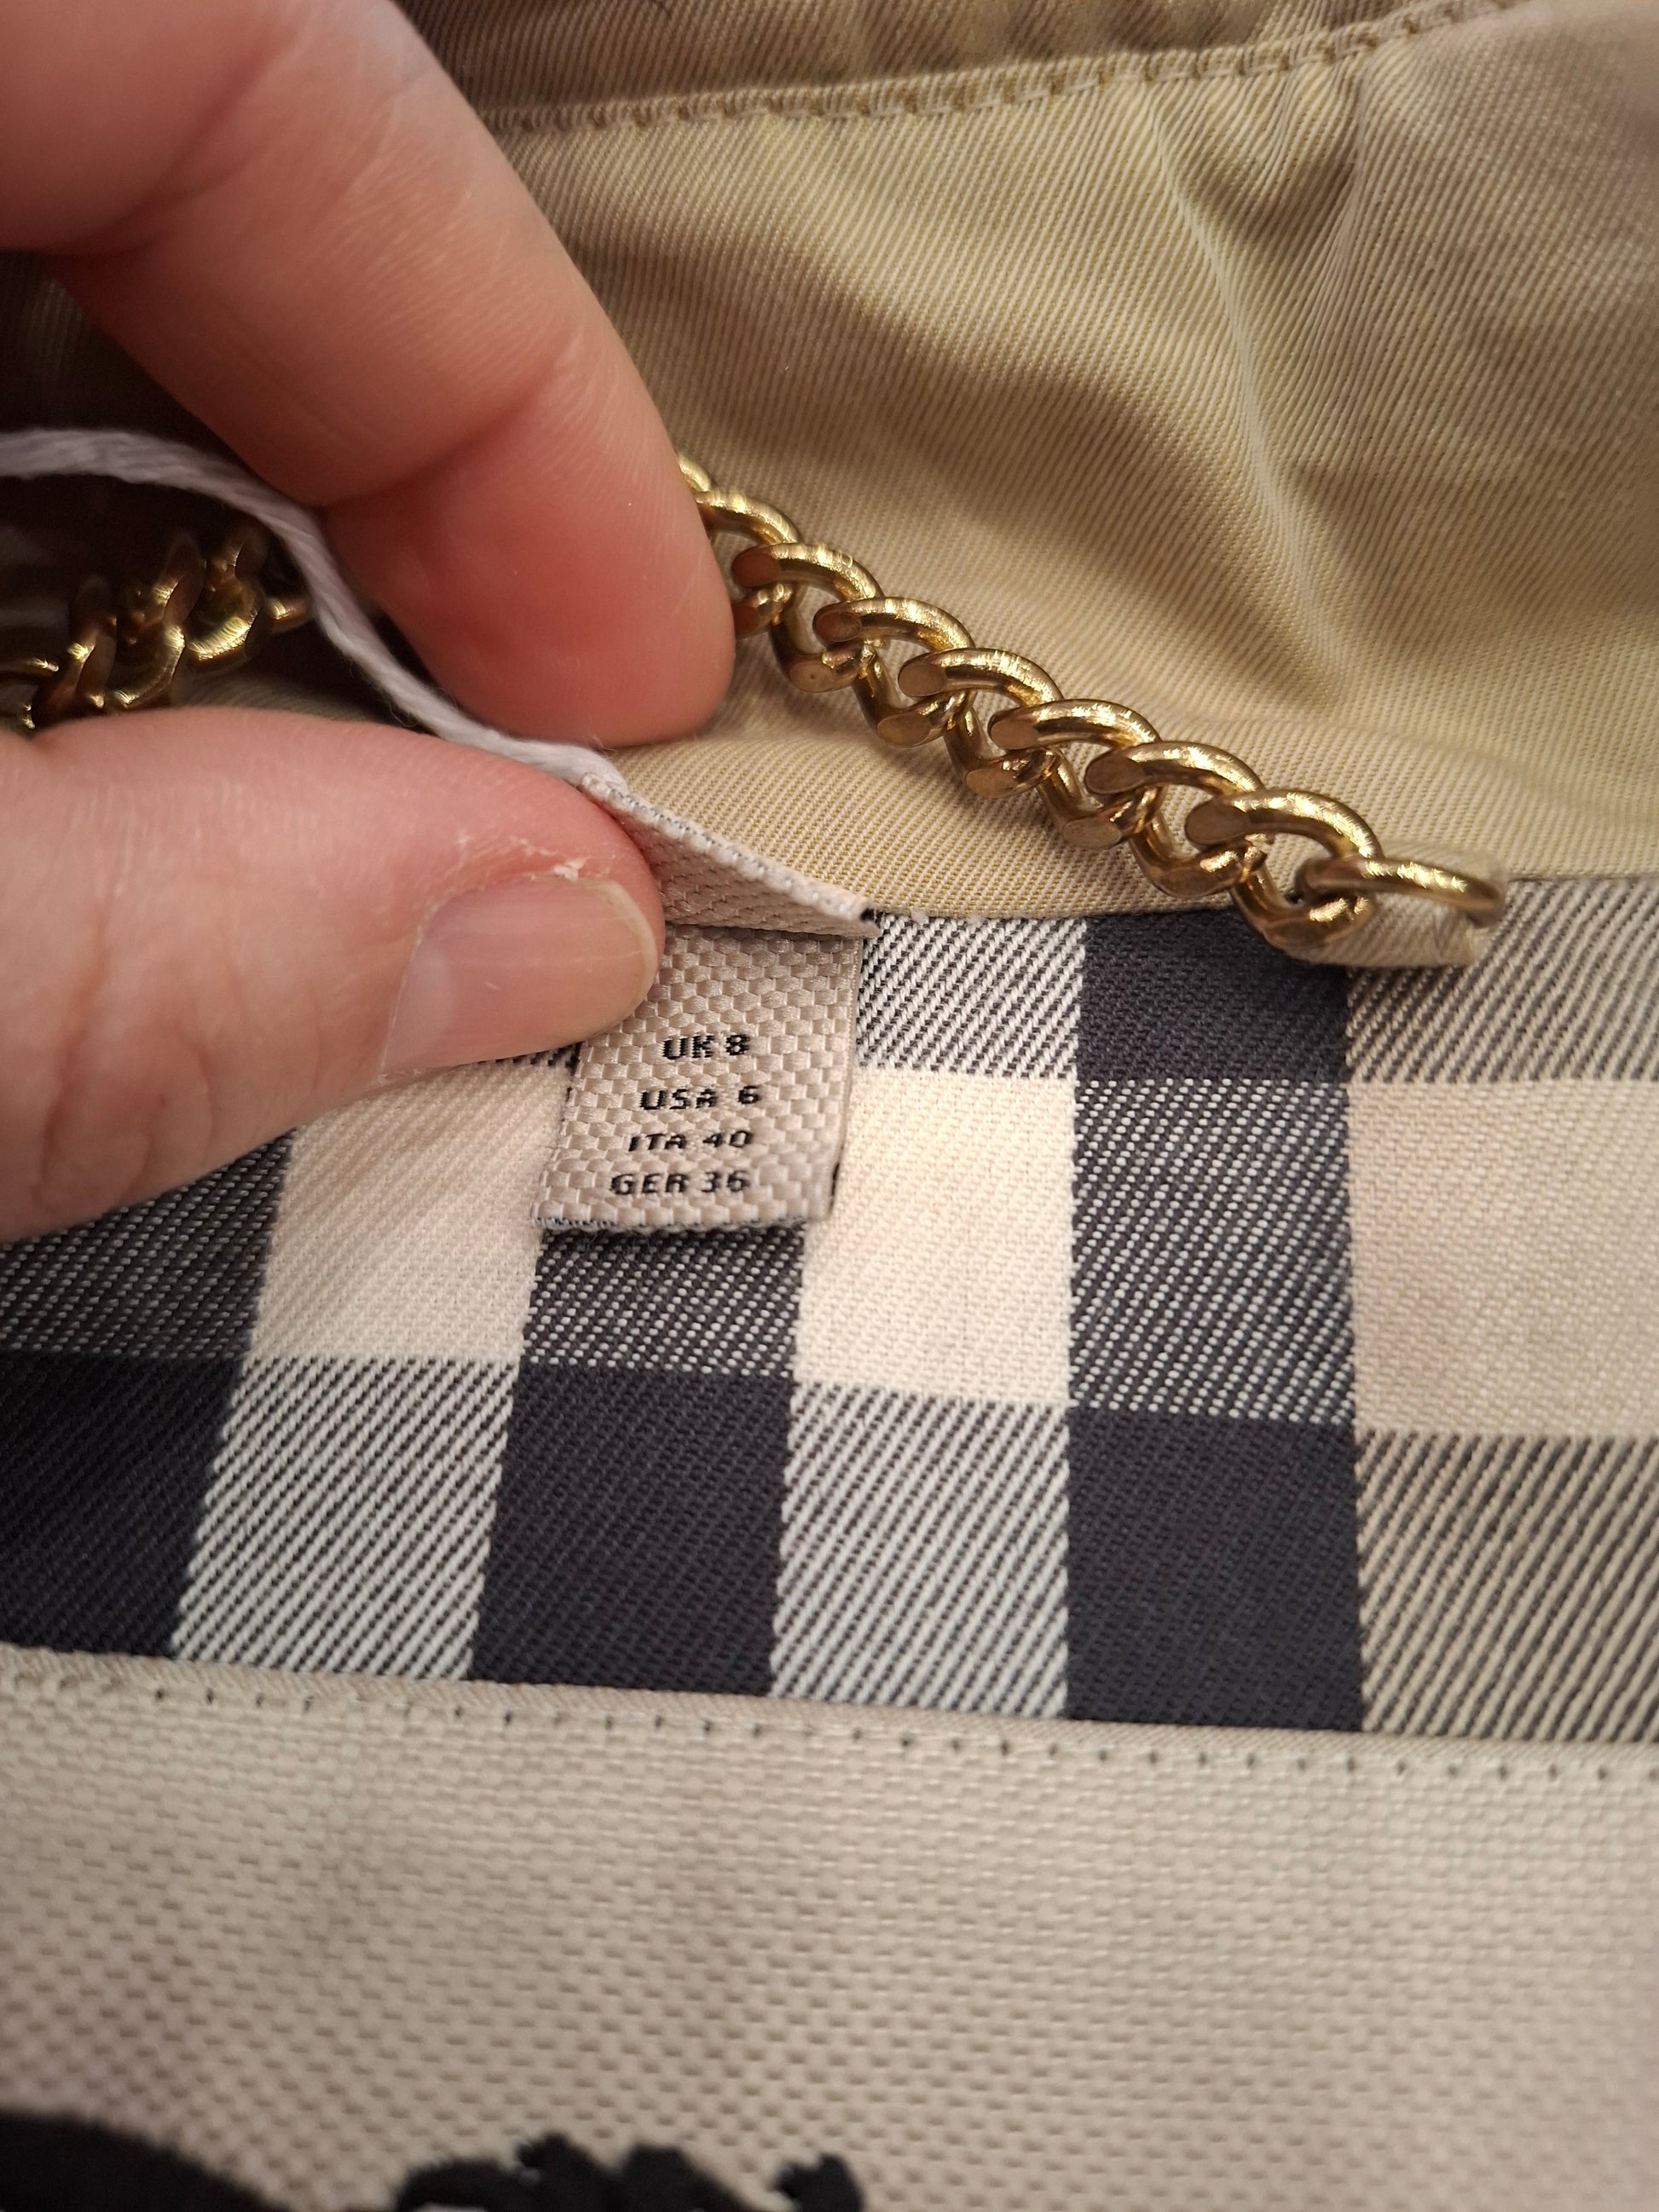 UK 8
USA 6
ITA 40
GER 36